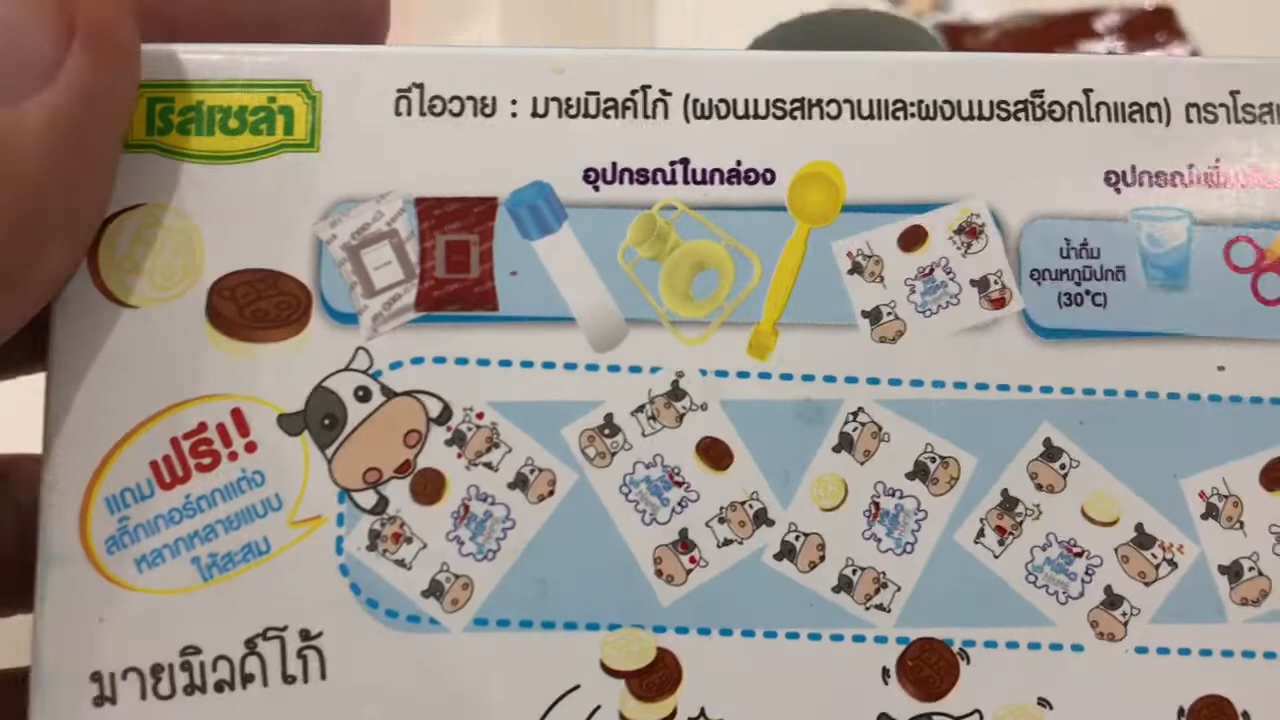 โรสเซล่า
ดีไอวาย : มายมิลค์โก้ (ผงนมรสหวานและผงนมรสช็อกโกแลต) ตราโรส
อุปกรณ์ในกล่อง
น้ำดื่ม
อุณหภูมิปกติ
(30°C)
แถมฟรี!!
สติ๊กเกอร์ตกแต่ง
หลากหลายแบบ
ให้สะสม
มายมิลค์โก้